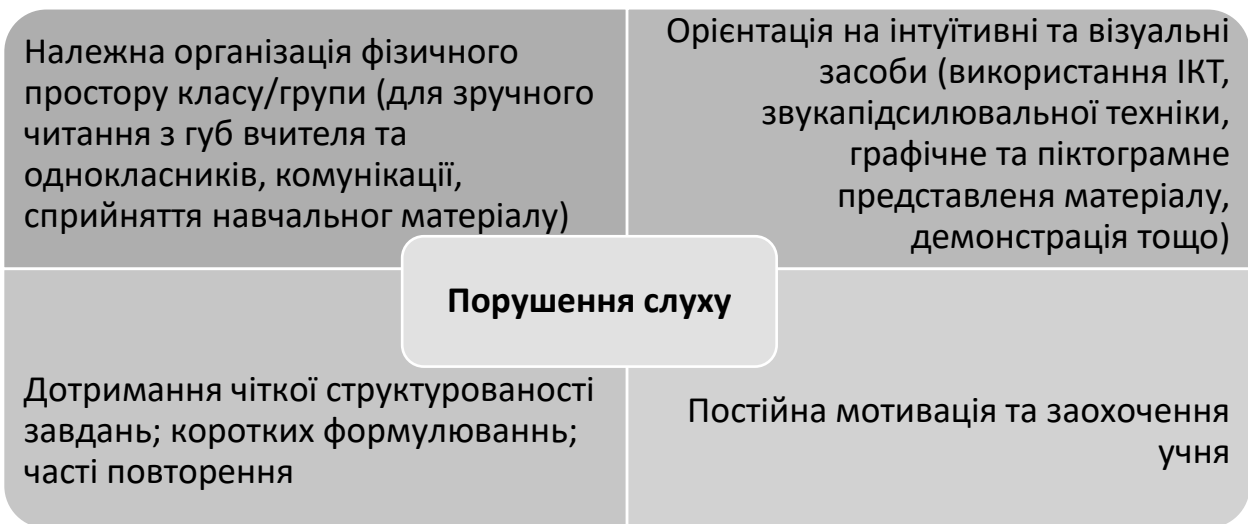 Належна організація фізичного
простору класу/групи (для зручного
читання з губ вчителя та
однокласників, комунікації,
сприйняття навчальног матеріалу)
Орієнтація на інтуїтивні та візуальні
засоби (використання ІКТ,
звукапідсилювальної техніки,
графічне та піктограмне
представленя матеріалу,
демонстрація тощо)
Порушення слуху
Дотримання чіткої структурованості
завдань; коротких формулюваннь;
часті повторення
Постійна мотивація та заохочення
учня